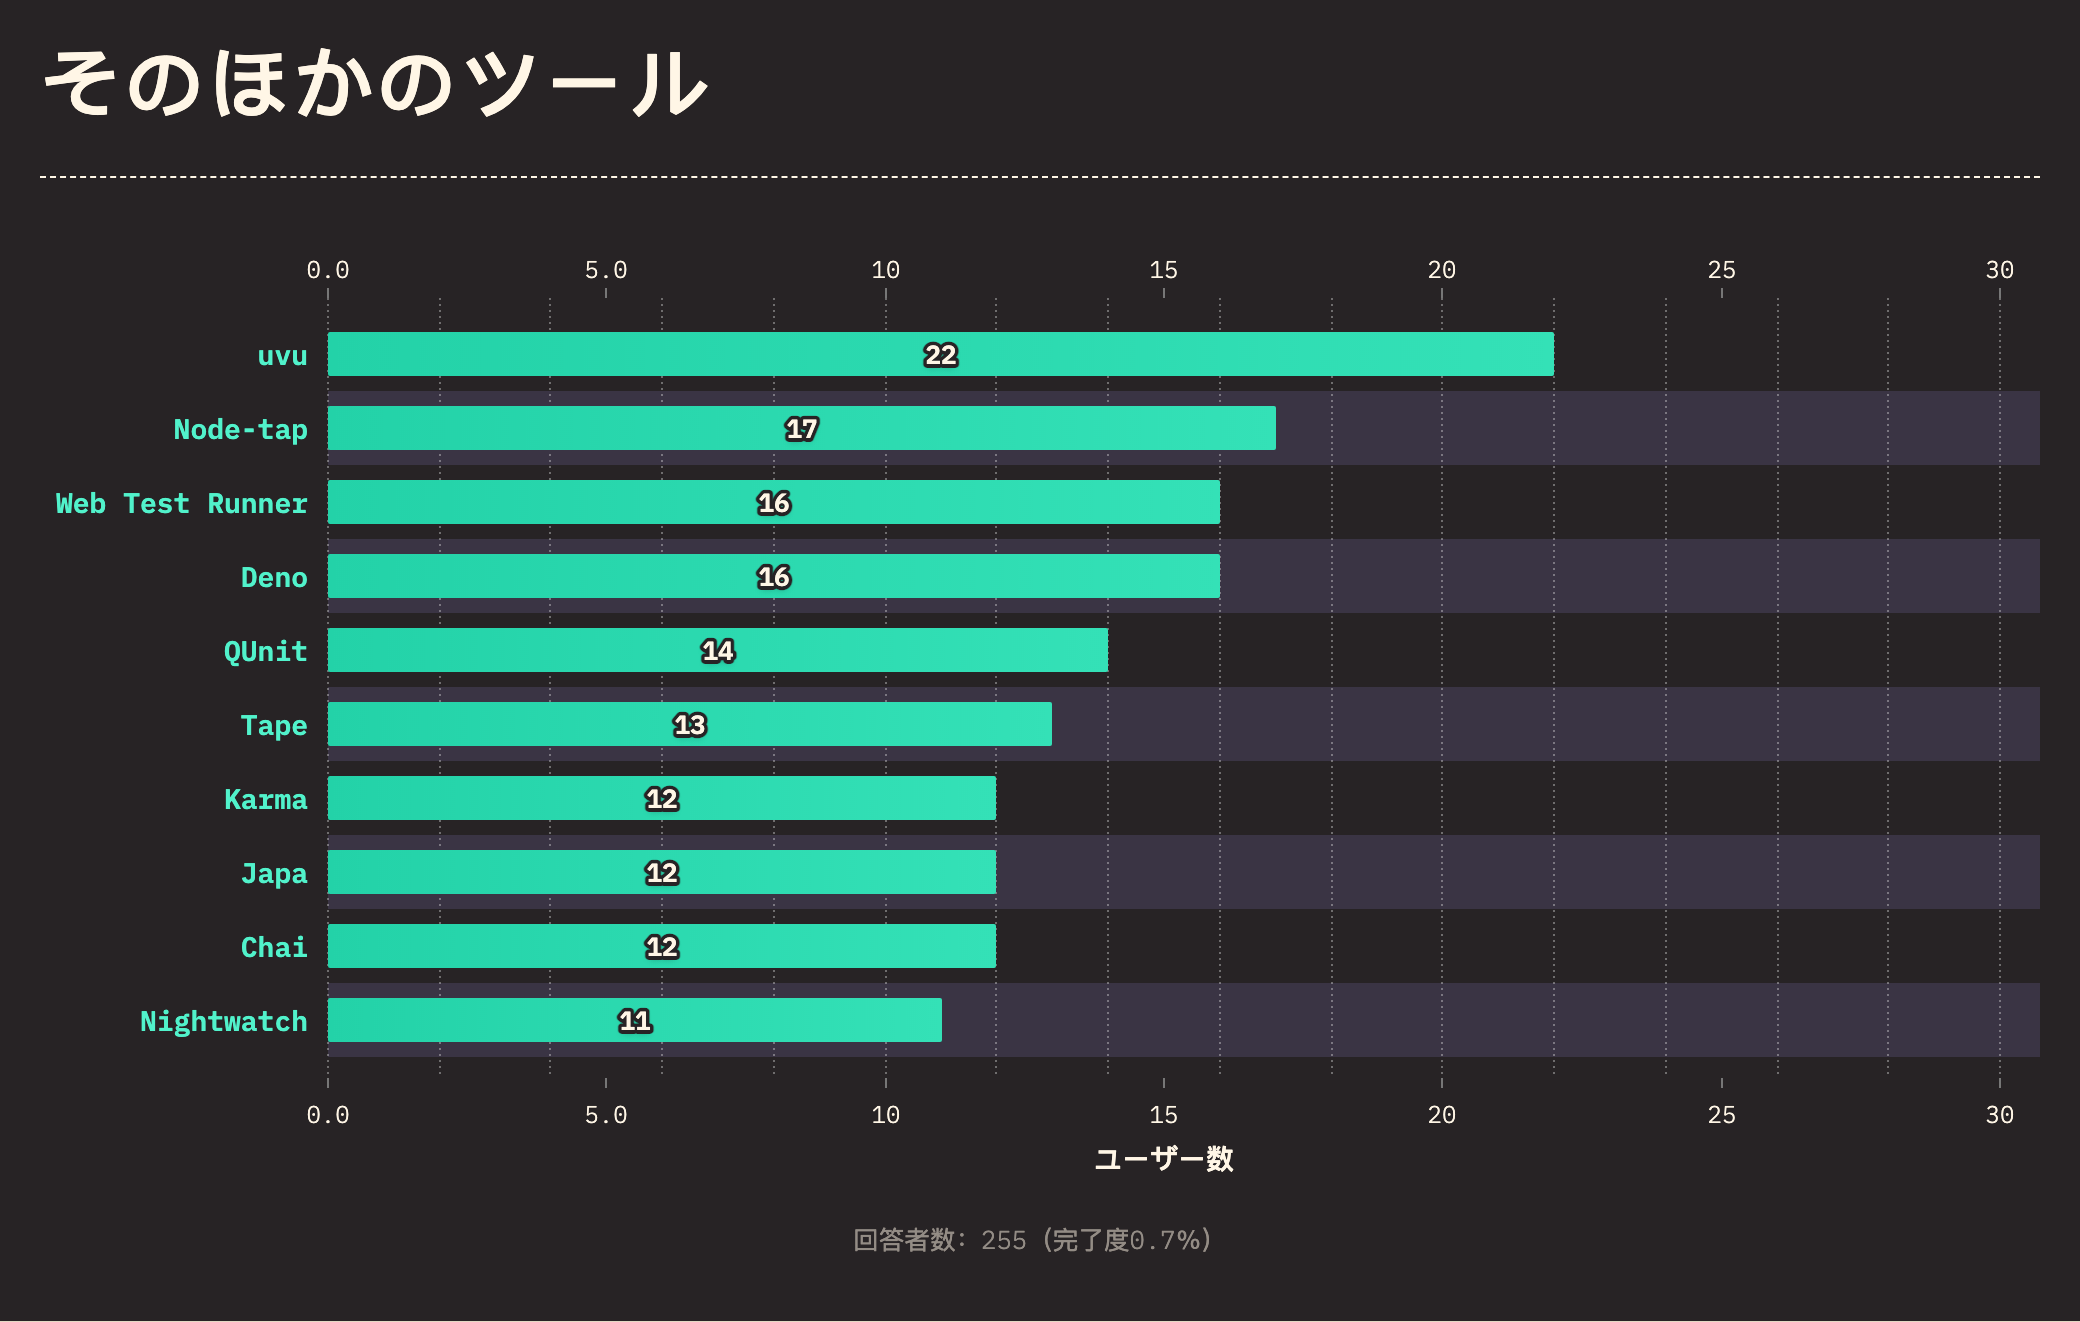 そのほかのツール
0.0 5.0 10 15 20 25 30
uvu 22
Node-tap 17
Web Test Runner 16
Deno 16
QUnit 14
Tape 13
Karma 12
Japa 12
Chai 12
Nightwatch 11
0.0 5.0 10 15 20 25 30
ユーザー数
回答者数: 255 (完了度0.7%)